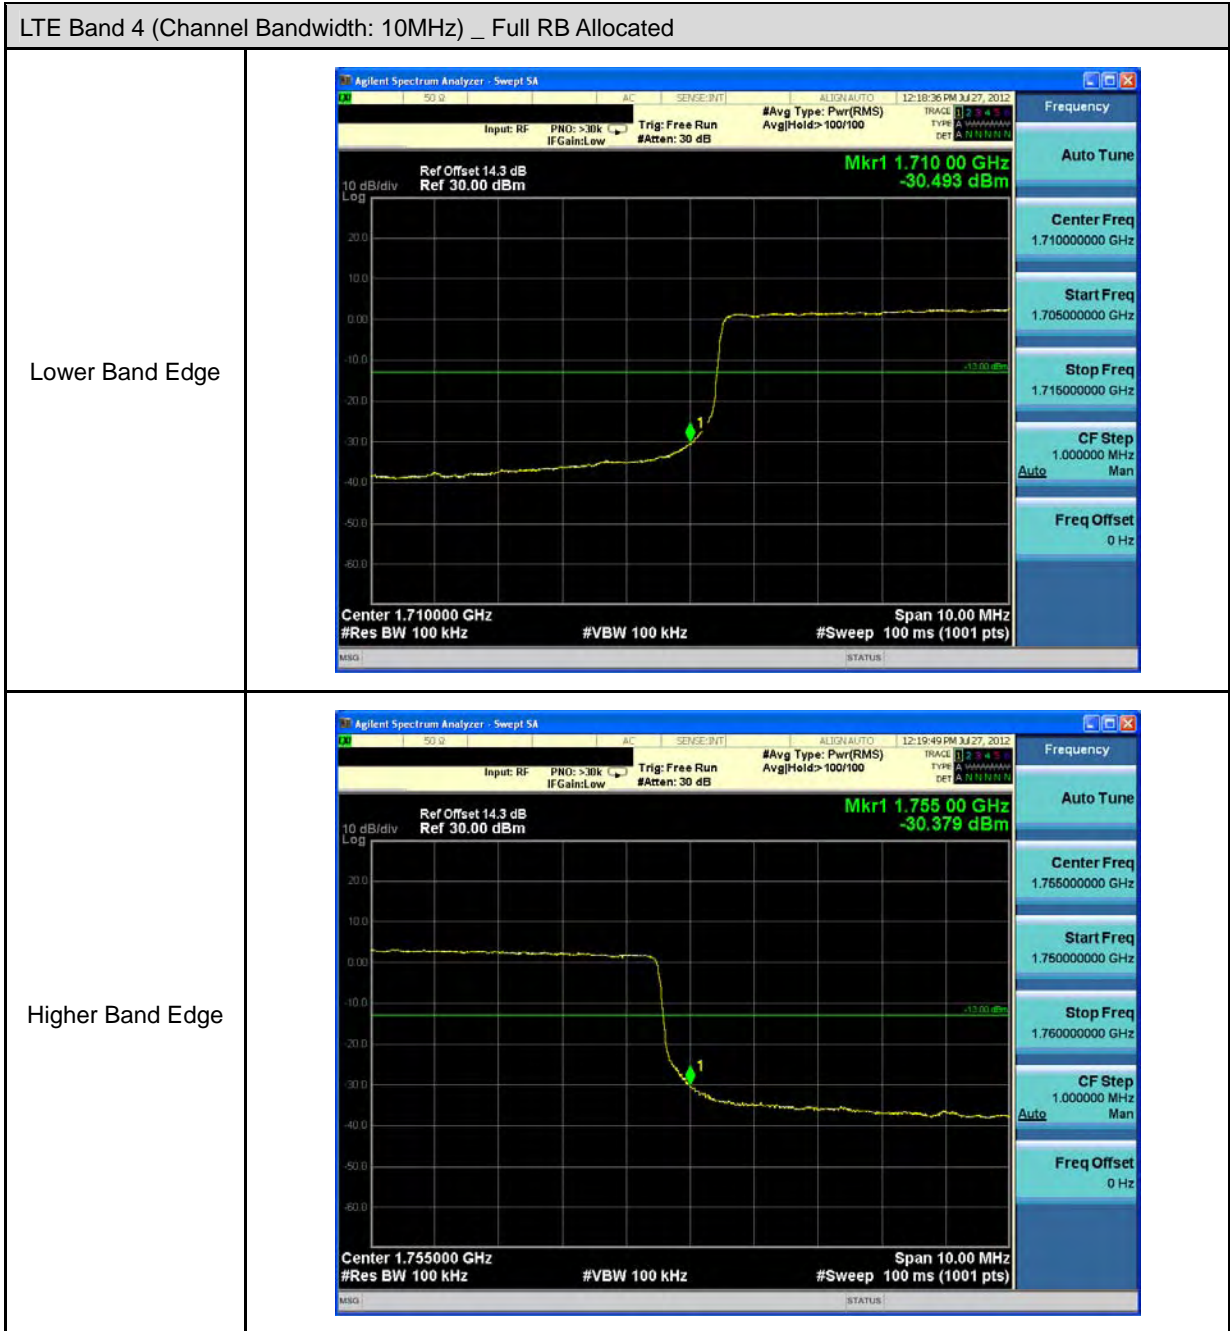 LTE Band 4 (Channel Bandwidth: 10MHz) _ Full RB Allocated
Lower Band Edge
Agilent Spectrum Analyzer - Swept SA
50 Ω AC SENSE:INT ALIGN AUTO 12:18:36 PM Jul 27, 2012
Input: RF PNO: >30k IFGain:Low
Trig: Free Run
#Atten: 30 dB
#Avg Type: Pwr(RMS)
Avg|Hold:>100/100
TRACE 1 2 3 4 5 6
TYPE A
DET A N N N N N
Frequency
Auto Tune
Mkr1 1.710 00 GHz
-30.493 dBm
Ref Offset 14.3 dB
10 dB/div Ref 30.00 dBm
Log
20.0
10.0
0.00
-10.0
-20.0
-30.0
-40.0
-50.0
-60.0
-13.00 dBm
1
Center Freq
1.710000000 GHz
Start Freq
1.705000000 GHz
Stop Freq
1.715000000 GHz
CF Step
1.000000 MHz
Auto Man
Freq Offset
0 Hz
Center 1.710000 GHz Span 10.00 MHz
#Res BW 100 kHz #VBW 100 kHz #Sweep 100 ms (1001 pts)
MSG STATUS
Higher Band Edge
Agilent Spectrum Analyzer - Swept SA
50 Ω AC SENSE:INT ALIGN AUTO 12:19:49 PM Jul 27, 2012
Input: RF PNO: >30k IFGain:Low
Trig: Free Run
#Atten: 30 dB
#Avg Type: Pwr(RMS)
Avg|Hold:>100/100
TRACE 1 2 3 4 5 6
TYPE A
DET A N N N N N
Frequency
Auto Tune
Mkr1 1.755 00 GHz
-30.379 dBm
Ref Offset 14.3 dB
10 dB/div Ref 30.00 dBm
Log
20.0
10.0
0.00
-10.0
-20.0
-30.0
-40.0
-50.0
-60.0
-13.00 dBm
1
Center Freq
1.755000000 GHz
Start Freq
1.750000000 GHz
Stop Freq
1.760000000 GHz
CF Step
1.000000 MHz
Auto Man
Freq Offset
0 Hz
Center 1.755000 GHz Span 10.00 MHz
#Res BW 100 kHz #VBW 100 kHz #Sweep 100 ms (1001 pts)
MSG STATUS